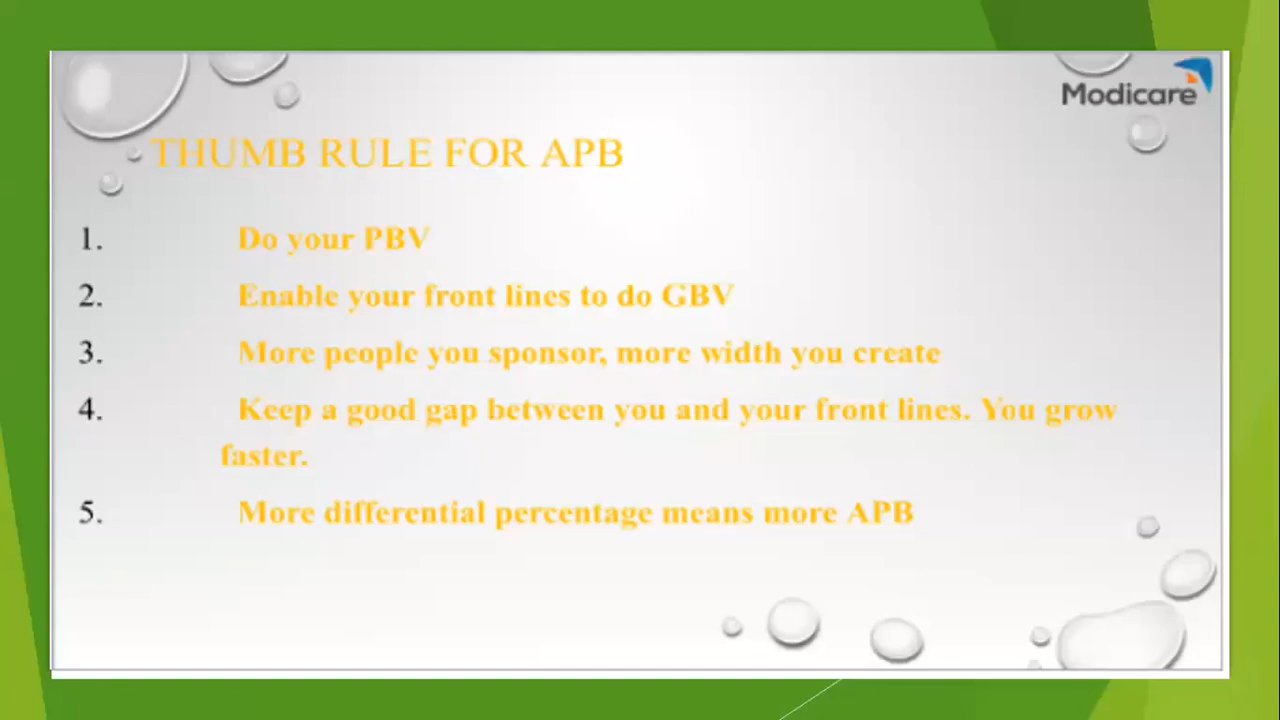 Modicare
THUMB RULE FOR APB
1. Do your PBV
2. Enable your front lines to do GBV
3. More people you sponsor, more width you create
4. Keep a good gap between you and your front lines. You grow
faster.
5. More differential percentage means more APB